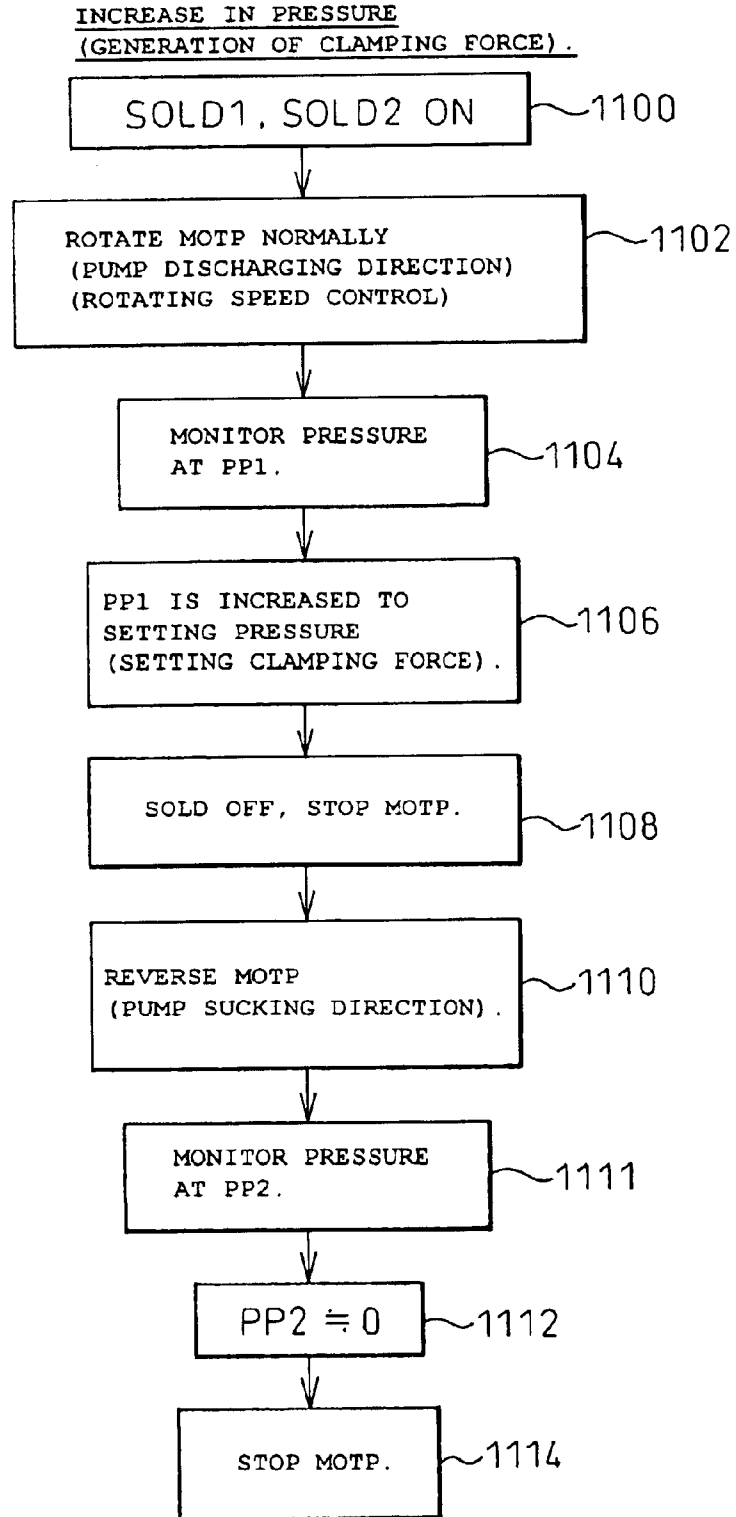 INCREASE IN PRESSURE
(GENERATION OF CLAMPING FORCE).
SOLD1, SOLD2 ON
1100
ROTATE MOTP NORMALLY
(PUMP DISCHARGING DIRECTION)
(ROTATING SPEED CONTROL)
1102
MONITOR PRESSURE
AT PP1.
1104
PP1 IS INCREASED TO
SETTING PRESSURE
(SETTING CLAMPING FORCE).
1106
SOLD OFF, STOP MOTP.
1108
REVERSE MOTP
(PUMP SUCKING DIRECTION).
1110
MONITOR PRESSURE
AT PP2.
1111
PP2 ≒ 0
1112
STOP MOTP.
1114